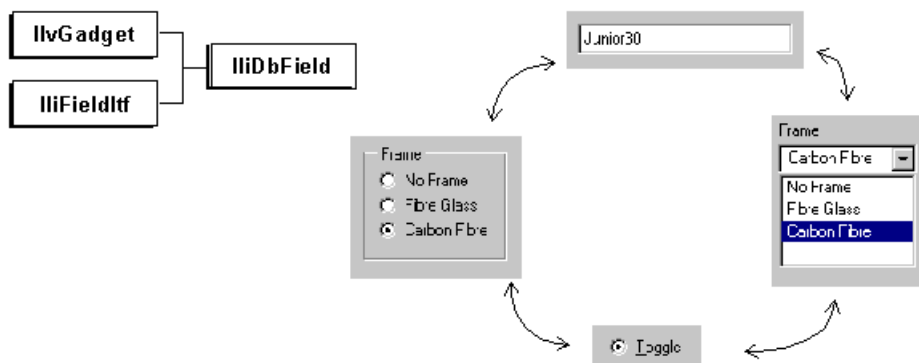 IlvGadget
IliFieldItf
IliDbField
Junior30
Frame
No Frame
Fibre Glass
Carbon Fibre
Frame
Carbon Fibre
No Frame
Fibre Glass
Carbon Fibre
Toggle